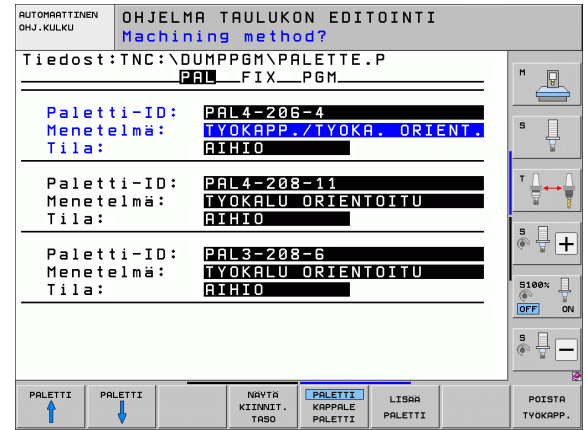 AUTOMAATTINEN
OHJ.KULKU
OHJELMA TAULUKON EDITOINTI
Machining method?
Tiedost:TNC:\DUMPPGM\PALETTE.P
PAL FIX PGM
Paletti-ID: PAL4-206-4
Menetelmä: TYOKAPP./TYOKA. ORIENT.
Tila: AIHIO
Paletti-ID: PAL4-208-11
Menetelmä: TYOKALU ORIENTOITU
Tila: AIHIO
Paletti-ID: PAL3-208-6
Menetelmä: TYOKALU ORIENTOITU
Tila: AIHIO
M
S
T
S
+
S100%
OFF ON
S
–
PALETTI
PALETTI
NÄYTÄ
KIINNIT.
TASO
PALETTI
KAPPALE
PALETTI
LISÄÄ
PALETTI
POISTA
TYÖKAPP.